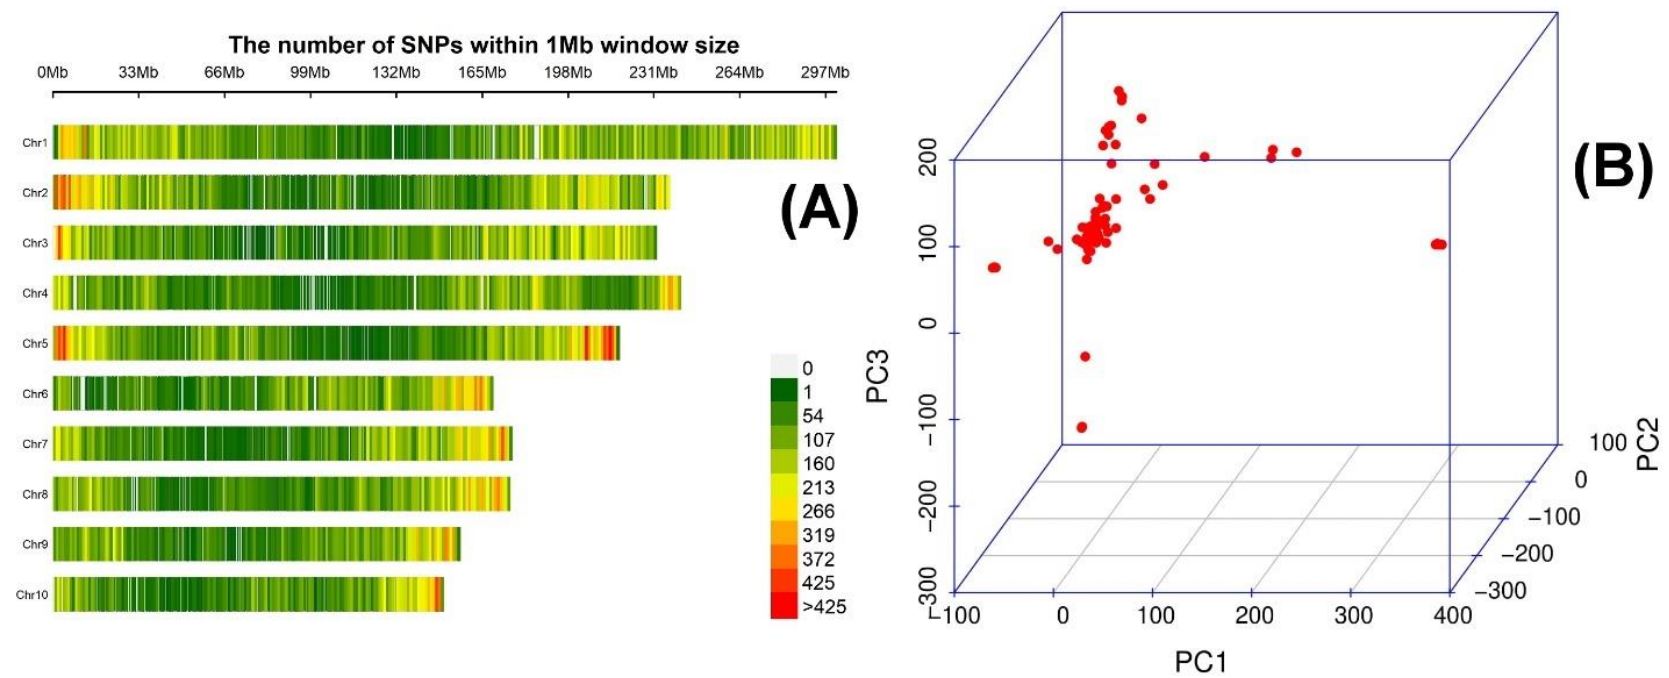 The number of SNPs within 1Mb window size
0Mb 33Mb 66Mb 99Mb 132Mb 165Mb 198Mb 231Mb 264Mb 297Mb
Chr1
Chr2
Chr3
Chr4
Chr5
Chr6
Chr7
Chr8
Chr9
Chr10
(A)
0
1
54
107
160
213
266
319
372
425
>425
(B)
PC3
200
100
0
−100
−200
−300
−100 0 100 200 300 400
PC1
100
0
−100
−200
−300
PC2